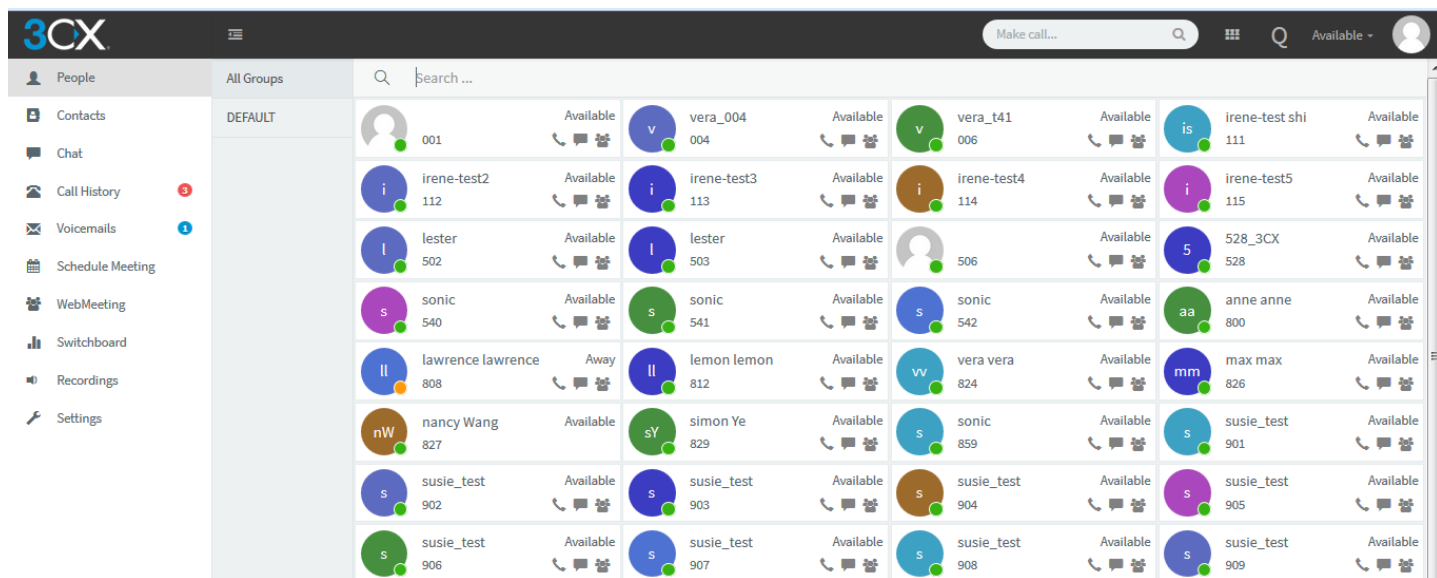 3CX
Make call...
Q
Available
People
Contacts
Chat
Call History 3
Voicemails 1
Schedule Meeting
WebMeeting
Switchboard
Recordings
Settings
All Groups
DEFAULT
Search ...
Available
001
v
vera_004 Available
004
v
vera_t41 Available
006
is
irene-test shi Available
111
i
irene-test2 Available
112
i
irene-test3 Available
113
i
irene-test4 Available
114
i
irene-test5 Available
115
l
lester Available
502
l
lester Available
503
Available
506
5
528_3CX Available
528
s
sonic Available
540
s
sonic Available
541
s
sonic Available
542
aa
anne anne Available
800
ll
lawrence lawrence Away
808
ll
lemon lemon Available
812
vv
vera vera Available
824
mm
max max Available
826
nW
nancy Wang Available
827
sY
simon Ye Available
829
s
sonic Available
859
s
susie_test Available
901
s
susie_test Available
902
s
susie_test Available
903
s
susie_test Available
904
s
susie_test Available
905
s
susie_test Available
906
s
susie_test Available
907
s
susie_test Available
908
s
susie_test Available
909